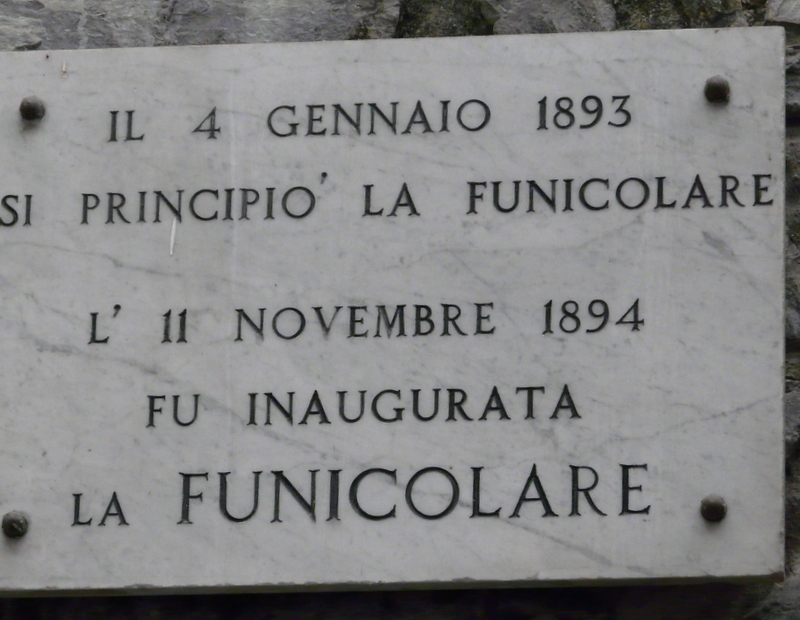 IL 4 GENNAIO 1893
SI PRINCIPIO' LA FUNICOLARE
L' 11 NOVEMBRE 1894
FU INAUGURATA
LA FUNICOLARE